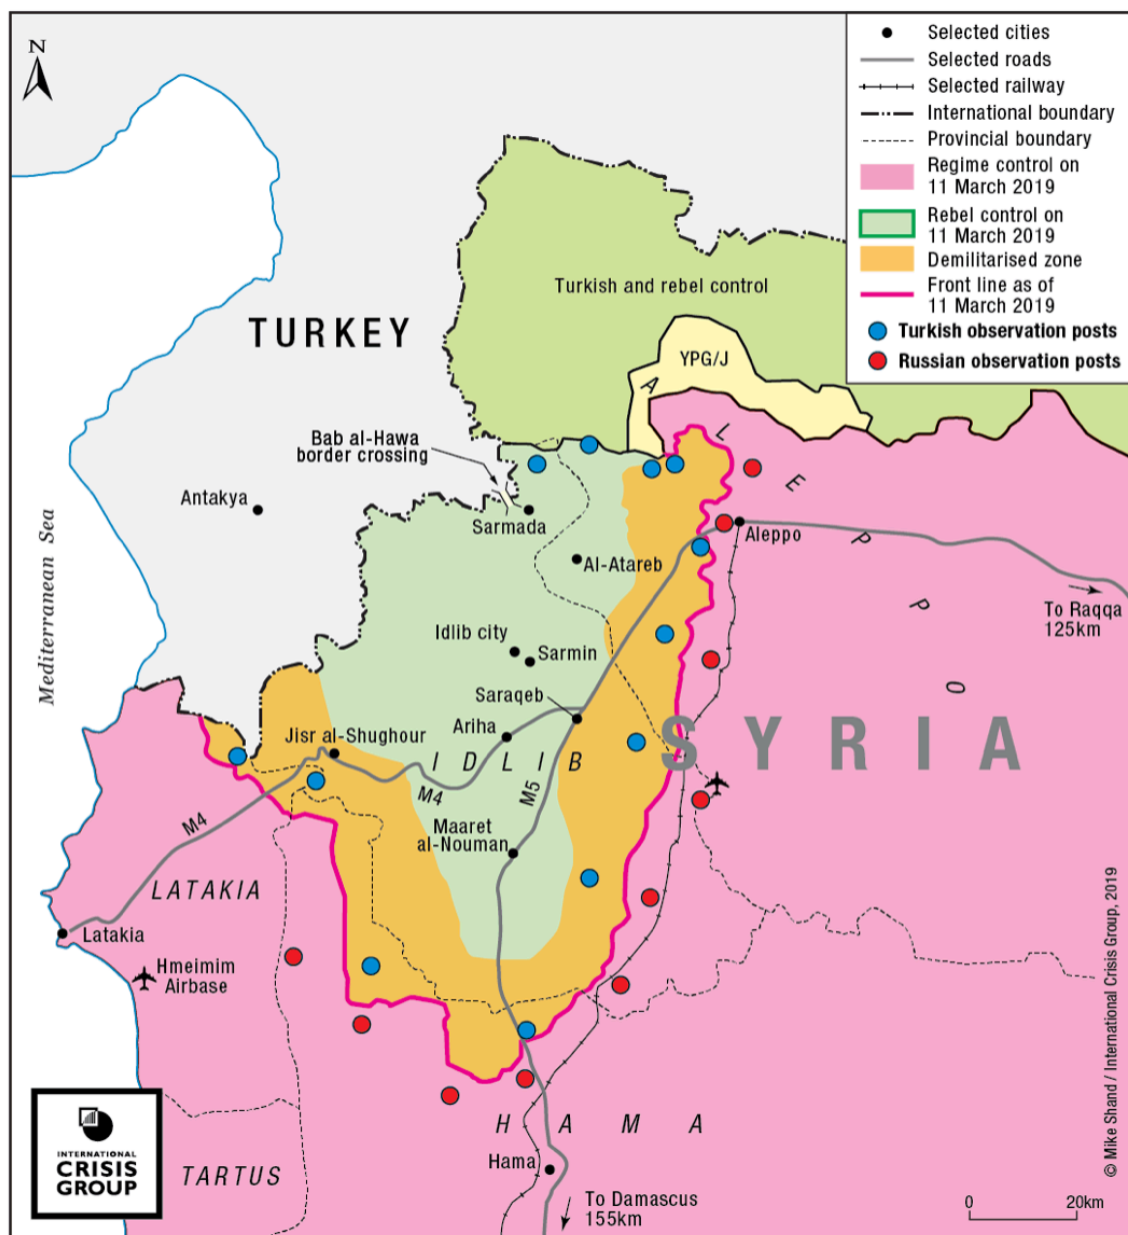 N
Selected cities
Selected roads
Selected railway
International boundary
Provincial boundary
Regime control on
11 March 2019
Rebel control on
11 March 2019
Demilitarised zone
Front line as of
11 March 2019
Turkish observation posts
Russian observation posts
Turkish and rebel control
TURKEY
YPG/J
ALEPPO
Bab al-Hawa
border crossing
Antakya
Sarmada
Aleppo
Al-Atareb
Mediterranean Sea
To Raqqa
125km
Idlib city
Sarmin
Saraqeb
Ariha
Jisr al-Shughour
IDLIB
SYRIA
M4
M5
M4
Maaret
al-Nouman
LATAKIA
Latakia
Hmeimim
Airbase
HAMA
Hama
TARTUS
To Damascus
155km
INTERNATIONAL
CRISIS
GROUP
0 20km
© Mike Shand / International Crisis Group, 2019